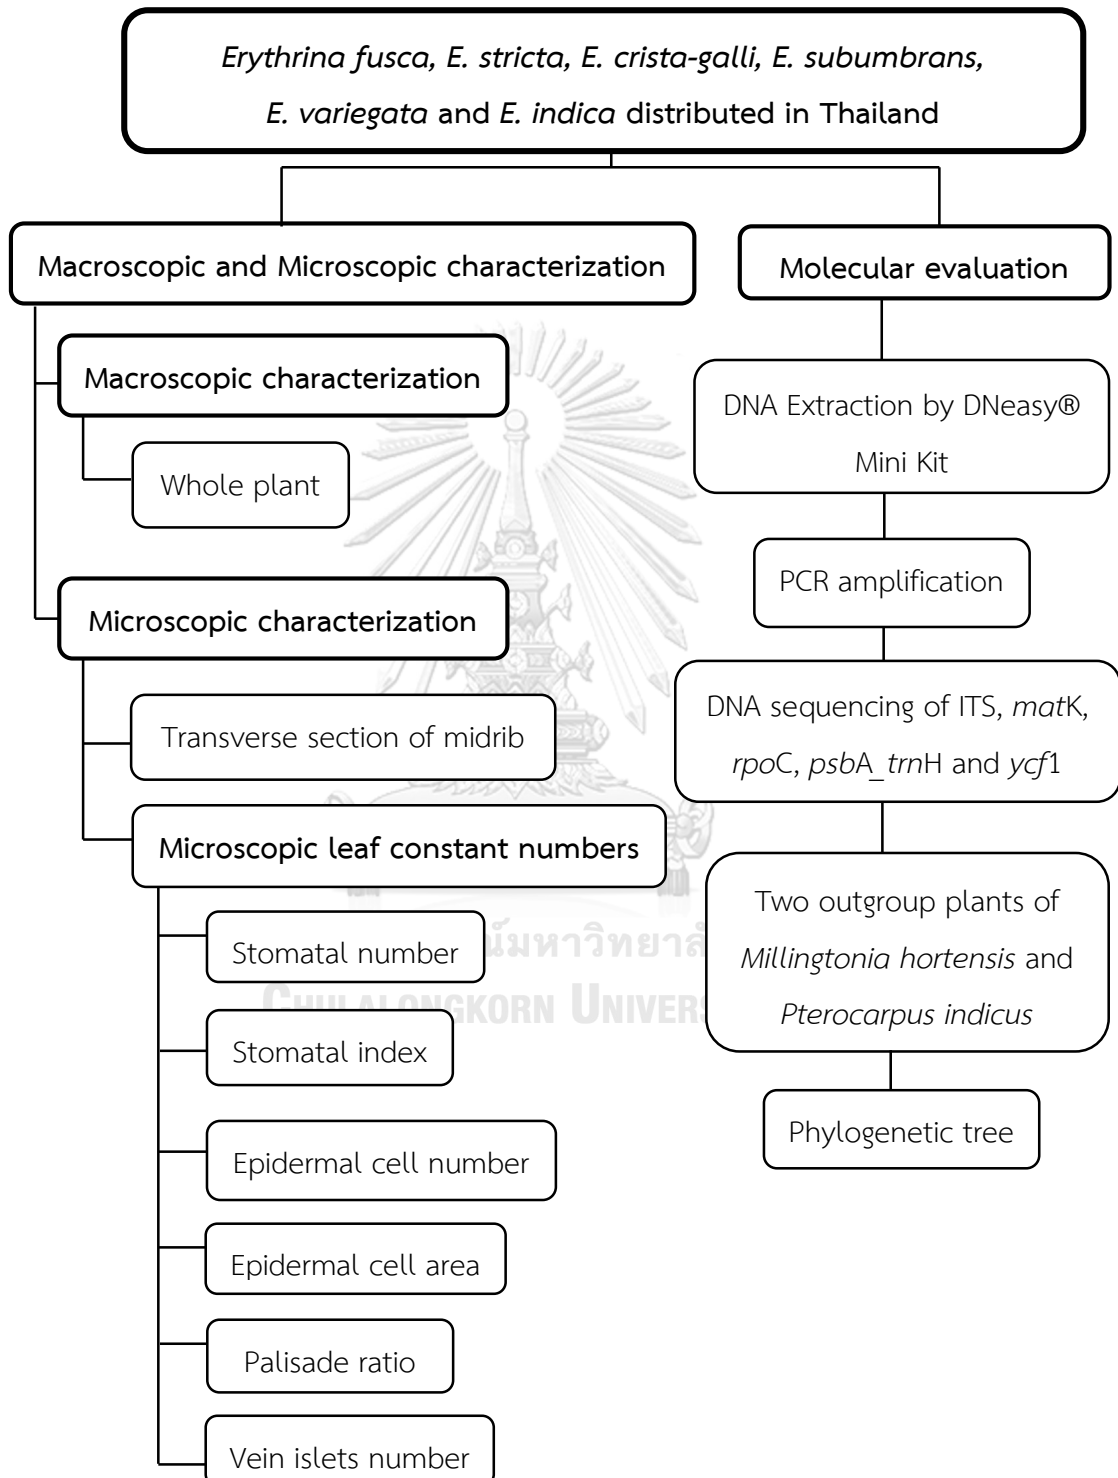 Erythrina fusca, E. stricta, E. crista-galli, E. subumbrans,
E. variegata and E. indica distributed in Thailand
Macroscopic and Microscopic characterization
Macroscopic characterization
Whole plant
Microscopic characterization
Transverse section of midrib
Microscopic leaf constant numbers
Stomatal number
Stomatal index
Epidermal cell number
Epidermal cell area
Palisade ratio
Vein islets number
Molecular evaluation
DNA Extraction by DNeasy®
Mini Kit
PCR amplification
DNA sequencing of ITS, matK,
rpoC, psbA_trnH and ycf1
Two outgroup plants of
Millingtonia hortensis and
Pterocarpus indicus
Phylogenetic tree